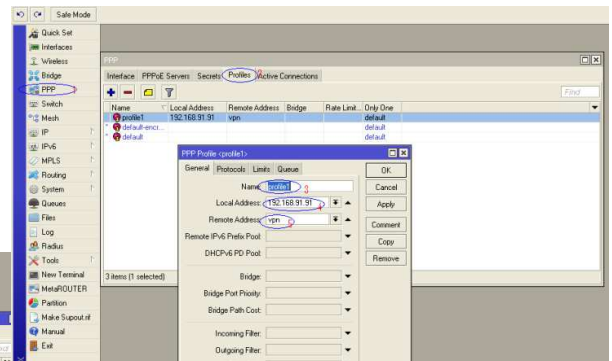 Safe Mode
Quick Set
Interfaces
Wireless
Bridge
PPP
Switch
Mesh
IP
IPv6
MPLS
Routing
System
Queues
Files
Log
Radius
Tools
New Terminal
MetaROUTER
Partition
Make Supout.rif
Manual
Exit
PPP
Interface PPPoE Servers Secrets Profiles Active Connections
Find
Name Local Address Remote Address Bridge Rate Limit... Only One
profile1 192.168.91.91 vpn default
* default-encr... default
* default default
3 items (1 selected)
PPP Profile <profile1>
General Protocols Limits Queue
Name: profile1 3
Local Address: 192.168.91.91 4
Remote Address: vpn 5
Remote IPv6 Prefix Pool:
DHCPv6 PD Pool:
Bridge:
Bridge Port Priority:
Bridge Path Cost:
Incoming Filter:
Outgoing Filter:
OK
Cancel
Apply
Comment
Copy
Remove